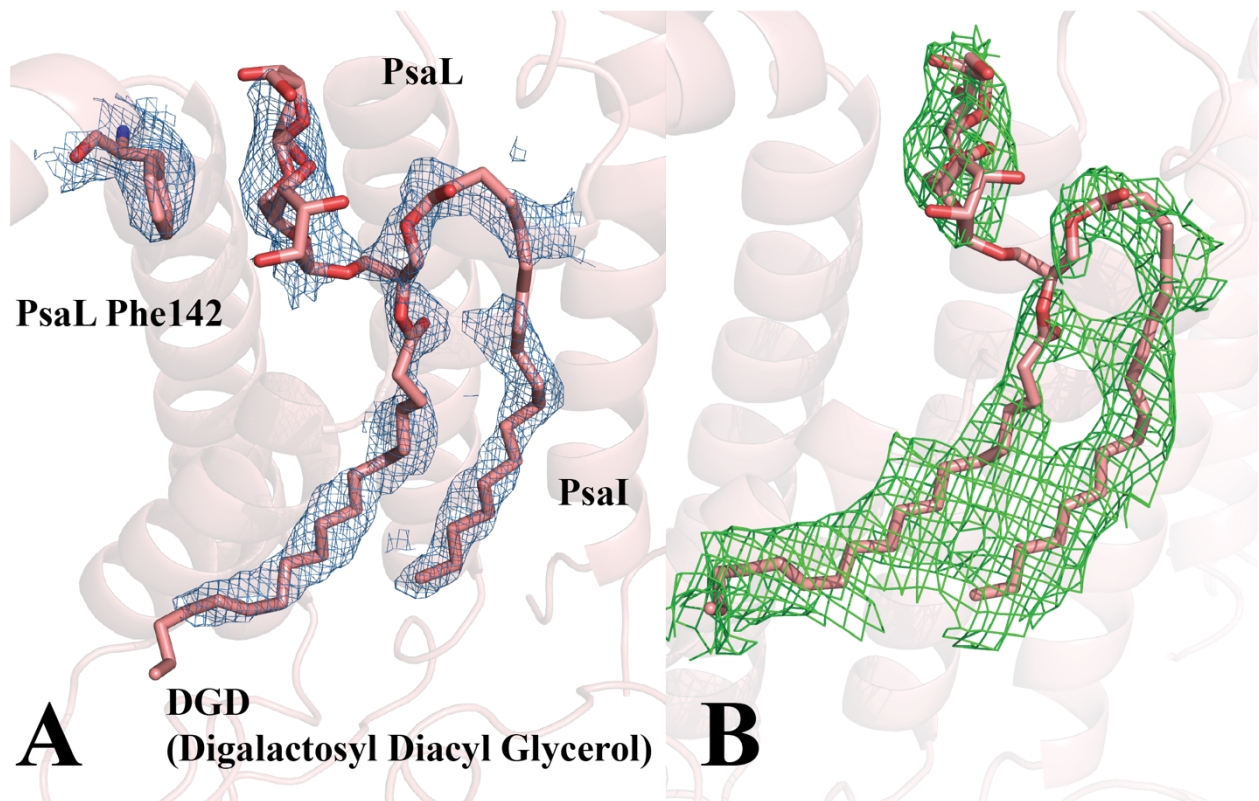 PsaL
PsaL Phe142
PsaI
DGD
(Digalactosyl Diacyl Glycerol)
A
B